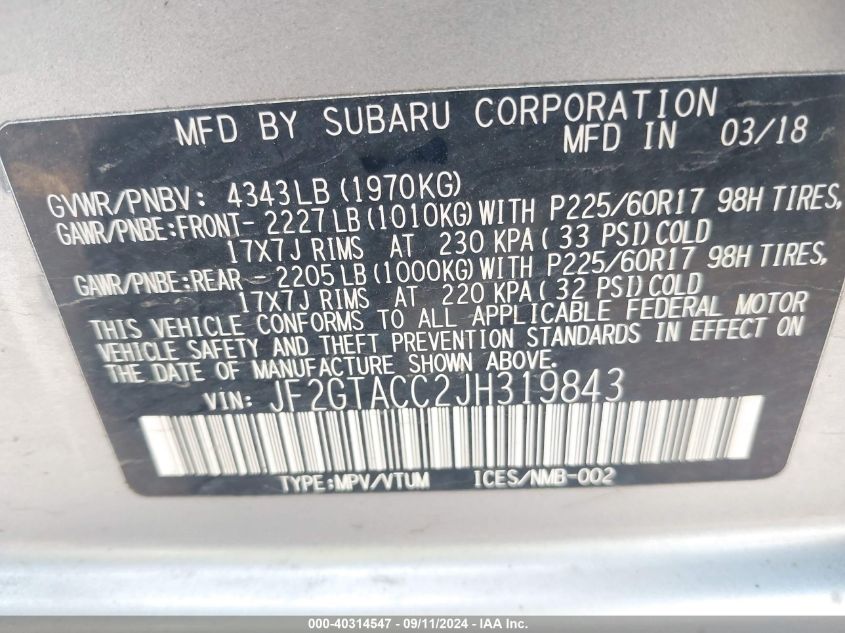 MFD BY SUBARU CORPORATION
MFD IN 03/18
GVWR/PNBV: 4343LB (1970KG)
GAWR/PNBE:FRONT- 2227LB(1010KG)WITH P225/60R17 98H TIRES,
17X7J RIMS AT 230 KPA( 33 PSI)COLD
GAWR/PNBE:REAR - 2205LB(1000KG)WITH P225/60R17 98H TIRES,
17X7J RIMS AT 220 KPA( 32 PSI)COLD
THIS VEHICLE CONFORMS TO ALL APPLICABLE FEDERAL MOTOR
VEHICLE SAFETY AND THEFT PREVENTION STANDARDS IN EFFECT ON
THE DATE OF MANUFACTURE SHOWN ABOVE.
VIN: JF2GTACC2JH319843
TYPE:MPV/VTUM ICES/NMB-002
000-40314547 - 09/11/2024 - IAA Inc.